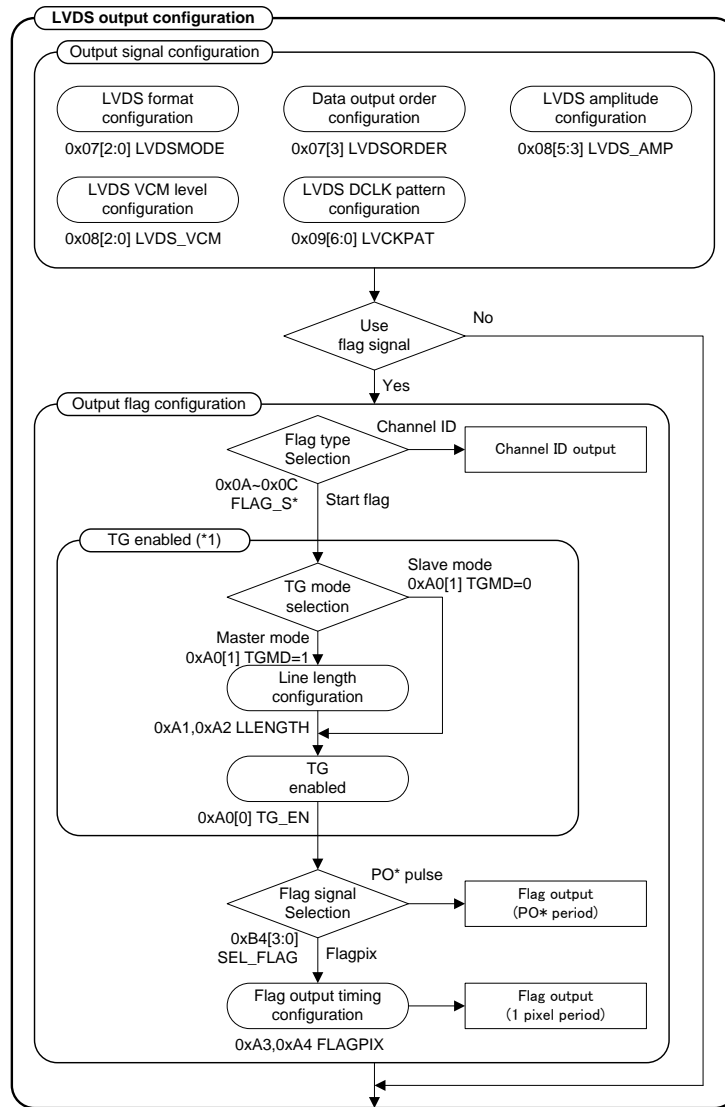 LVDS output configuration
Output signal configuration
LVDS format
configuration
0x07[2:0] LVDSMODE
Data output order
configuration
0x07[3] LVDSORDER
LVDS amplitude
configuration
0x08[5:3] LVDS_AMP
LVDS VCM level
configuration
0x08[2:0] LVDS_VCM
LVDS DCLK pattern
configuration
0x09[6:0] LVCKPAT
Use
flag signal
No
Yes
Output flag configuration
Flag type
Selection
Channel ID
Channel ID output
0x0A~0x0C
FLAG_S*
Start flag
TG enabled (*1)
TG mode
selection
Slave mode
0xA0[1] TGMD=0
Master mode
0xA0[1] TGMD=1
Line length
configuration
0xA1,0xA2 LLENGTH
TG
enabled
0xA0[0] TG_EN
Flag signal
Selection
PO* pulse
Flag output
(PO* period)
0xB4[3:0]
SEL_FLAG
Flagpix
Flag output timing
configuration
Flag output
(1 pixel period)
0xA3,0xA4 FLAGPIX